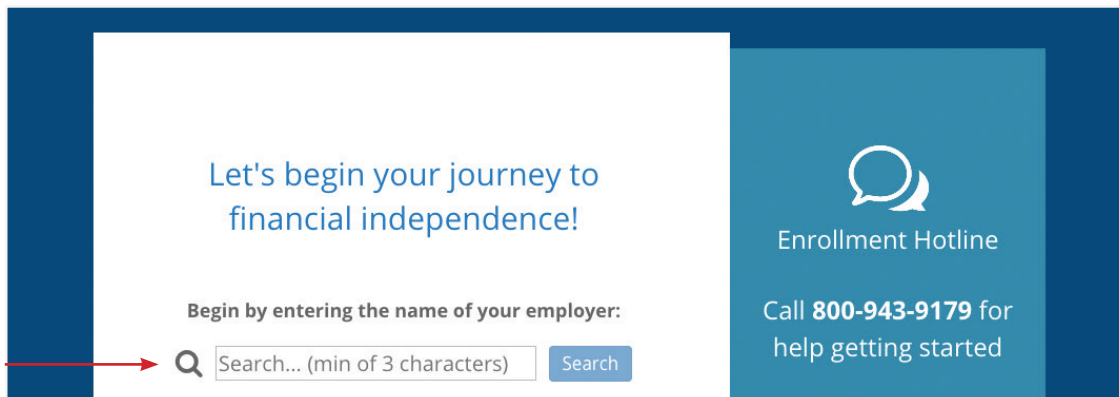 Let's begin your journey to
financial independence!
Begin by entering the name of your employer:
Search... (min of 3 characters)
Search
Enrollment Hotline
Call 800-943-9179 for
help getting started